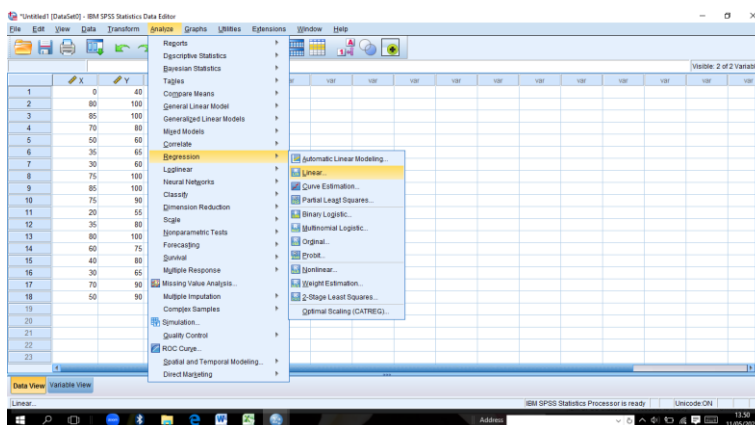 *Untitled1 [DataSet0] - IBM SPSS Statistics Data Editor
File Edit View Data Transform Analyze Graphs Utilities Extensions Window Help
Visible: 2 of 2 Variabl
X Y var var var var var var var var var var
1 0 40
2 80 100
3 85 100
4 70 80
5 50 60
6 35 65
7 30 60
8 75 100
9 85 100
10 75 90
11 20 55
12 35 80
13 80 100
14 60 75
15 40 80
16 30 65
17 70 90
18 50 90
19
20
21
22
23
Reports
Descriptive Statistics
Bayesian Statistics
Tables
Compare Means
General Linear Model
Generalized Linear Models
Mixed Models
Correlate
Regression
Loglinear
Neural Networks
Classify
Dimension Reduction
Scale
Nonparametric Tests
Forecasting
Survival
Multiple Response
Missing Value Analysis...
Multiple Imputation
Complex Samples
Simulation...
Quality Control
ROC Curve...
Spatial and Temporal Modeling...
Direct Marketing
Automatic Linear Modeling...
Linear...
Curve Estimation...
Partial Least Squares...
Binary Logistic...
Multinomial Logistic...
Ordinal...
Probit...
Nonlinear...
Weight Estimation...
2-Stage Least Squares...
Optimal Scaling (CATREG)...
Data View Variable View
Linear... IBM SPSS Statistics Processor is ready Unicode:ON
Address 13.50